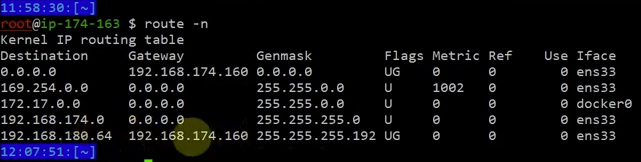 11:58:30:[~]
root@ip-174-163 $ route -n
Kernel IP routing table
Destination Gateway Genmask Flags Metric Ref Use Iface
0.0.0.0 192.168.174.160 0.0.0.0 UG 0 0 0 ens33
169.254.0.0 0.0.0.0 255.255.0.0 U 1002 0 0 ens33
172.17.0.0 0.0.0.0 255.255.0.0 U 0 0 0 docker0
192.168.174.0 0.0.0.0 255.255.255.0 U 0 0 0 ens33
192.168.180.64 192.168.174.160 255.255.255.192 UG 0 0 0 ens33
12:07:51:[~]